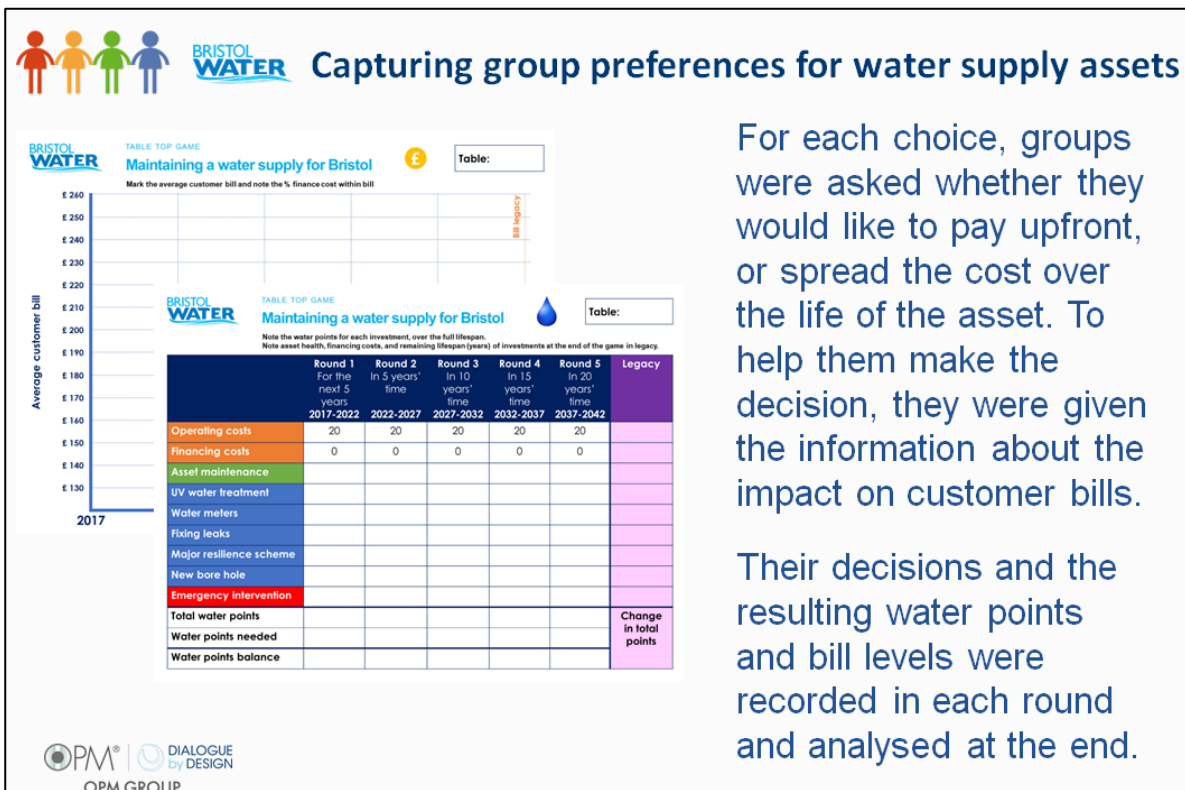 BRISTOL
WATER
Capturing group preferences for water supply assets
BRISTOL
WATER
TABLE TOP GAME
Maintaining a water supply for Bristol
£
Table:
Mark the average customer bill and note the % finance cost within bill
£ 260
£ 250
£ 240
£ 230
£ 220
£ 210
£ 200
£ 190
£ 180
£ 170
£ 160
£ 150
£ 140
£ 130
Average customer bill
2017
Bill legacy
BRISTOL
WATER
TABLE TOP GAME
Maintaining a water supply for Bristol
Table:
Note the water points for each investment, over the full lifespan.
Note asset health, financing costs, and remaining lifespan (years) of investments at the end of the game in legacy.
Round 1 Round 2 Round 3 Round 4 Round 5 Legacy
For the In 5 years' In 10 In 15 In 20
next 5 time years' years' years'
years time time time
2017-2022 2022-2027 2027-2032 2032-2037 2037-2042
Operating costs 20 20 20 20 20
Financing costs 0 0 0 0 0
Asset maintenance
UV water treatment
Water meters
Fixing leaks
Major resilience scheme
New bore hole
Emergency intervention
Total water points
Water points needed
Water points balance
Change
in total
points
For each choice, groups
were asked whether they
would like to pay upfront,
or spread the cost over
the life of the asset. To
help them make the
decision, they were given
the information about the
impact on customer bills.
Their decisions and the
resulting water points
and bill levels were
recorded in each round
and analysed at the end.
OPM®
DIALOGUE
by DESIGN
OPM GROUP